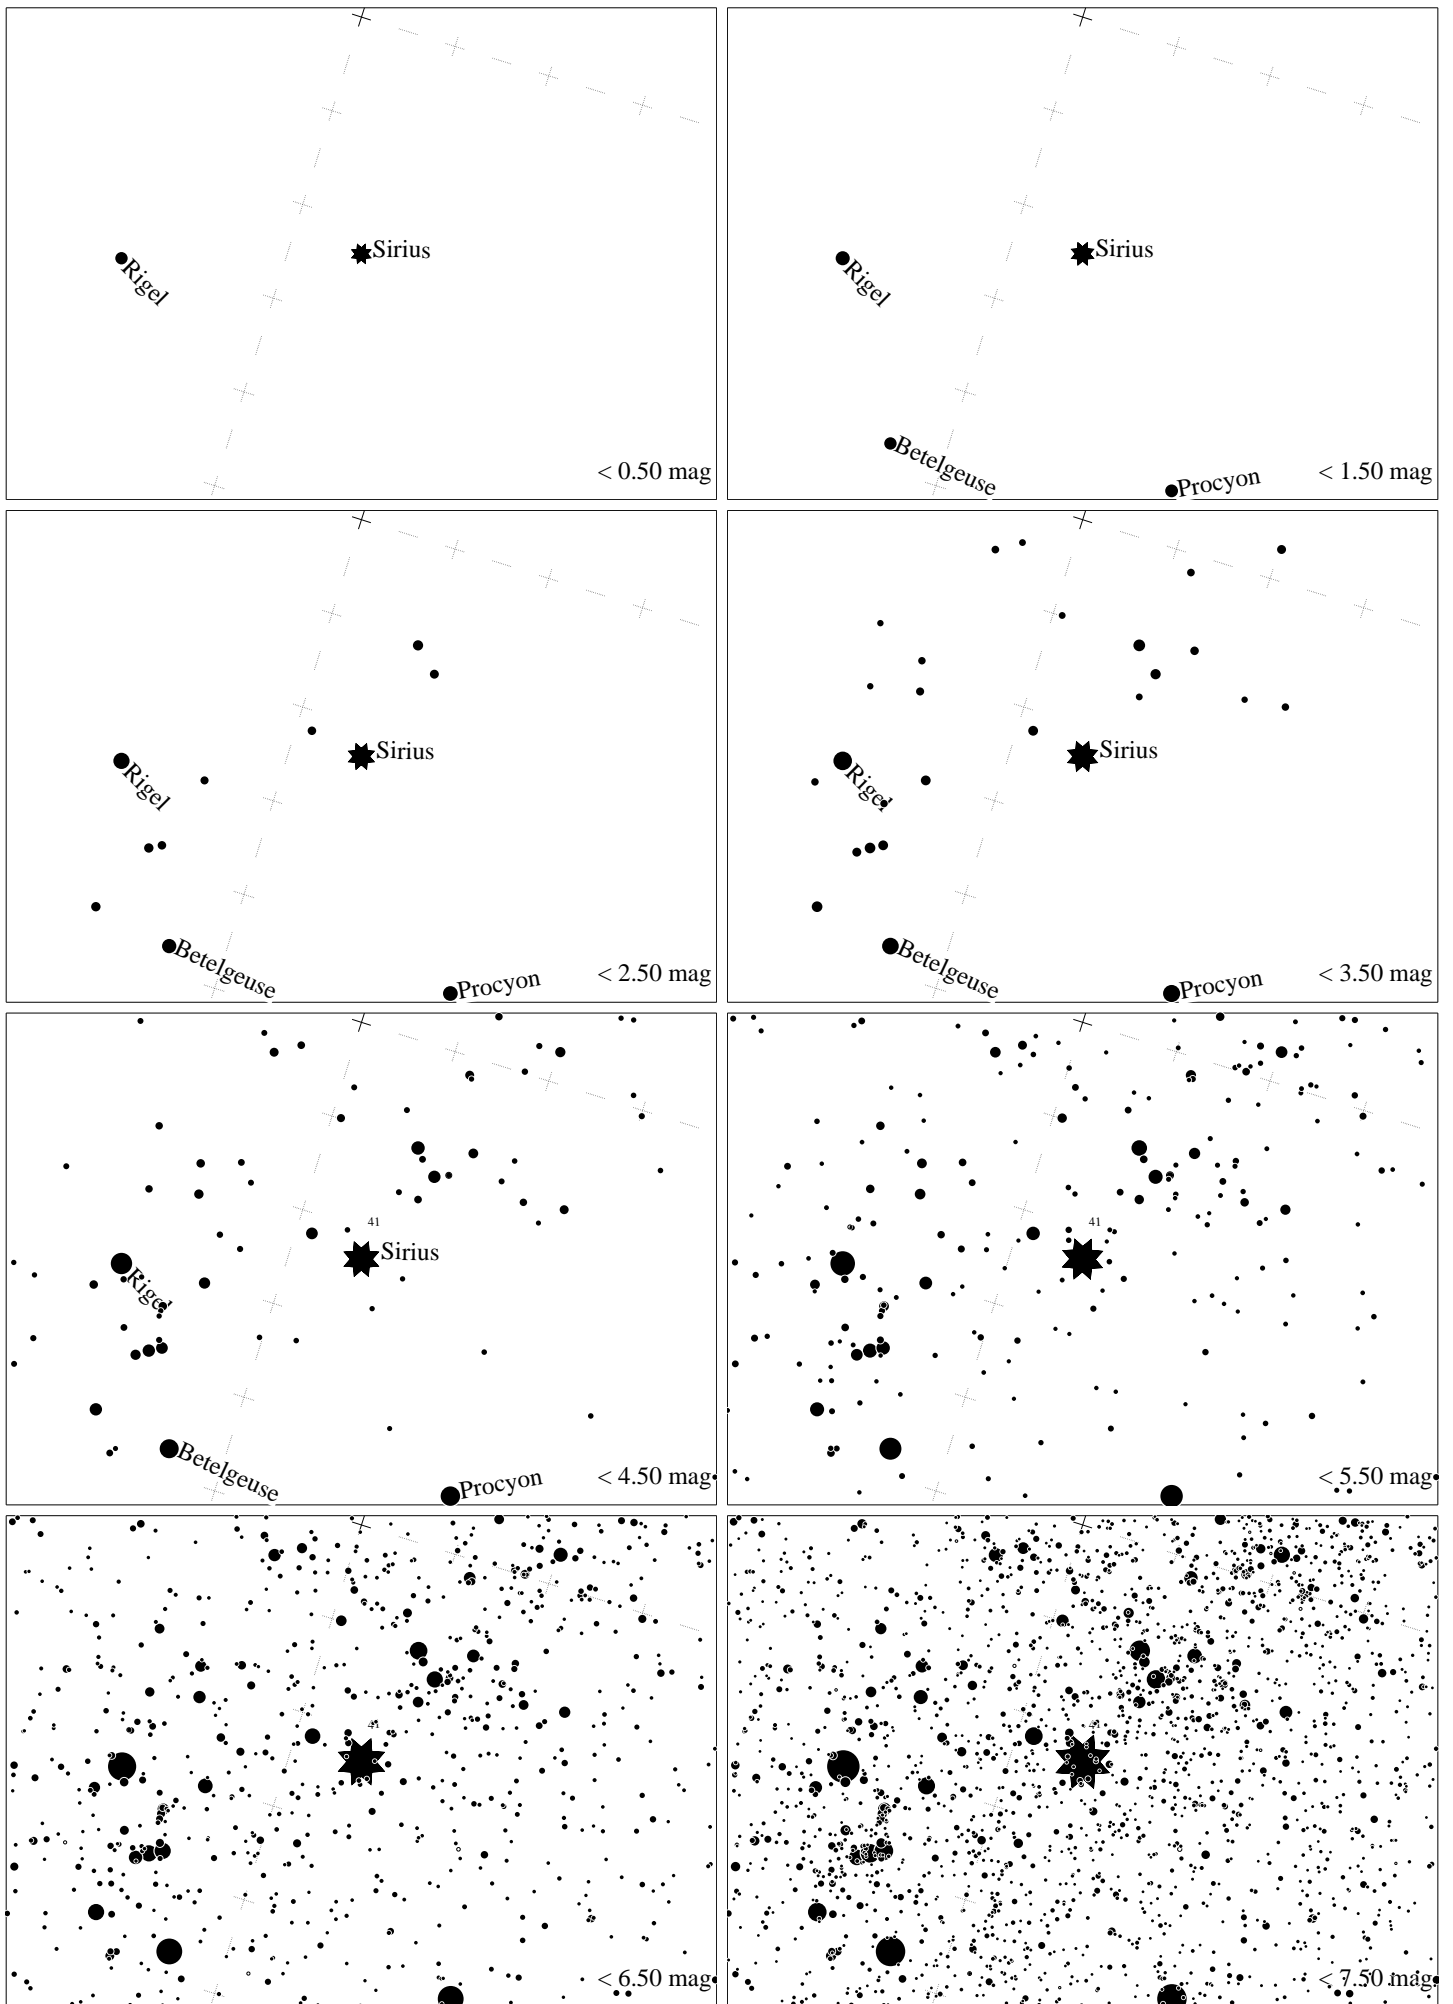 Sirius
Rigel
< 0.50 mag
Sirius
Rigel
Betelgeuse
Procyon
< 1.50 mag
Sirius
Rigel
Betelgeuse
Procyon
< 2.50 mag
Sirius
Rigel
Betelgeuse
Procyon
< 3.50 mag
41
Sirius
Rigel
Betelgeuse
Procyon
< 4.50 mag
41
< 5.50 mag
41
< 6.50 mag
41
< 7.50 mag